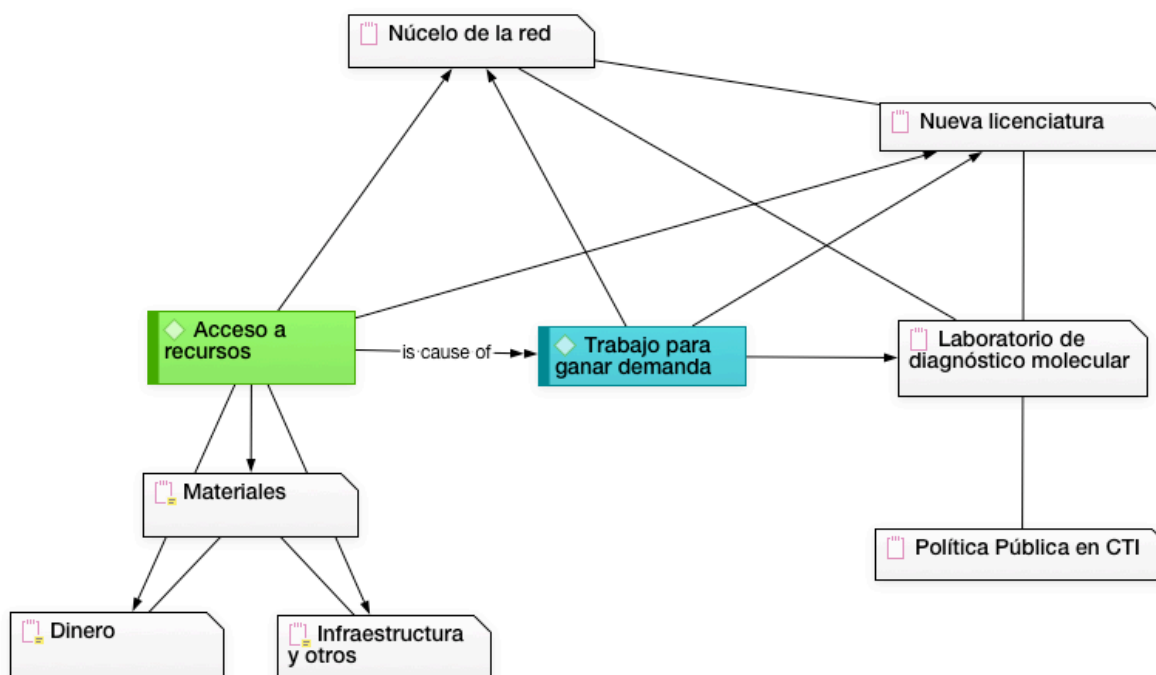 Núcelo de la red
Nueva licenciatura
Acceso a
recursos
is cause of
Trabajo para
ganar demanda
Laboratorio de
diagnóstico molecular
Materiales
Política Pública en CTI
Dinero
Infraestructura
y otros